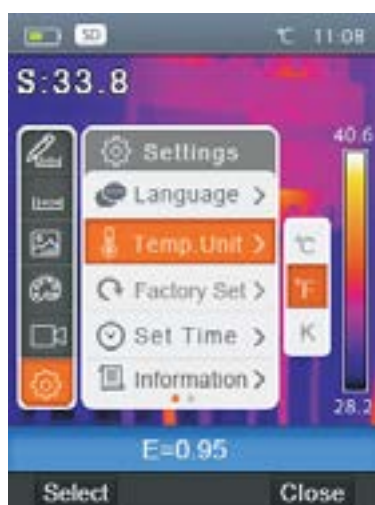 SD ℃ 11:08
S:33.8
40.6
Settings
Language >
Temp.Unit >
℃
Factory Set >
℉
Set Time >
K
Information >
28.2
E=0.95
Select Close